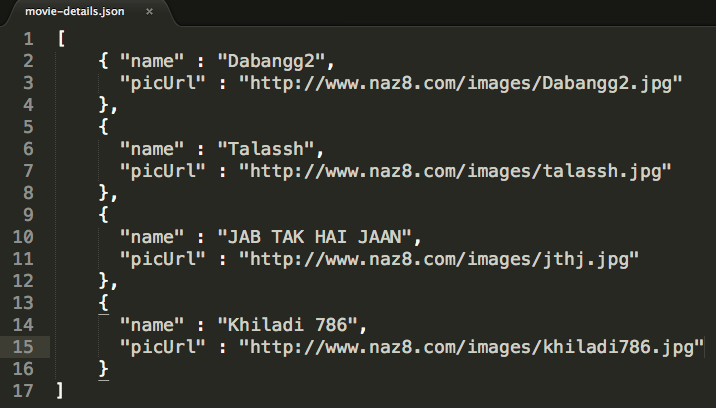 movie-details.json ×
1 [
2 { "name" : "Dabangg2",
3 "picUrl" : "http://www.naz8.com/images/Dabangg2.jpg"
4 },
5 {
6 "name" : "Talassh",
7 "picUrl" : "http://www.naz8.com/images/talassh.jpg"
8 },
9 {
10 "name" : "JAB TAK HAI JAAN",
11 "picUrl" : "http://www.naz8.com/images/jthj.jpg"
12 },
13 {
14 "name" : "Khiladi 786",
15 "picUrl" : "http://www.naz8.com/images/khiladi786.jpg"
16 }
17 ]